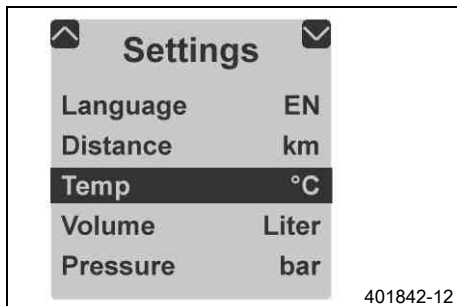 Settings
Language EN
Distance km
Temp °C
Volume Liter
Pressure bar
401842-12